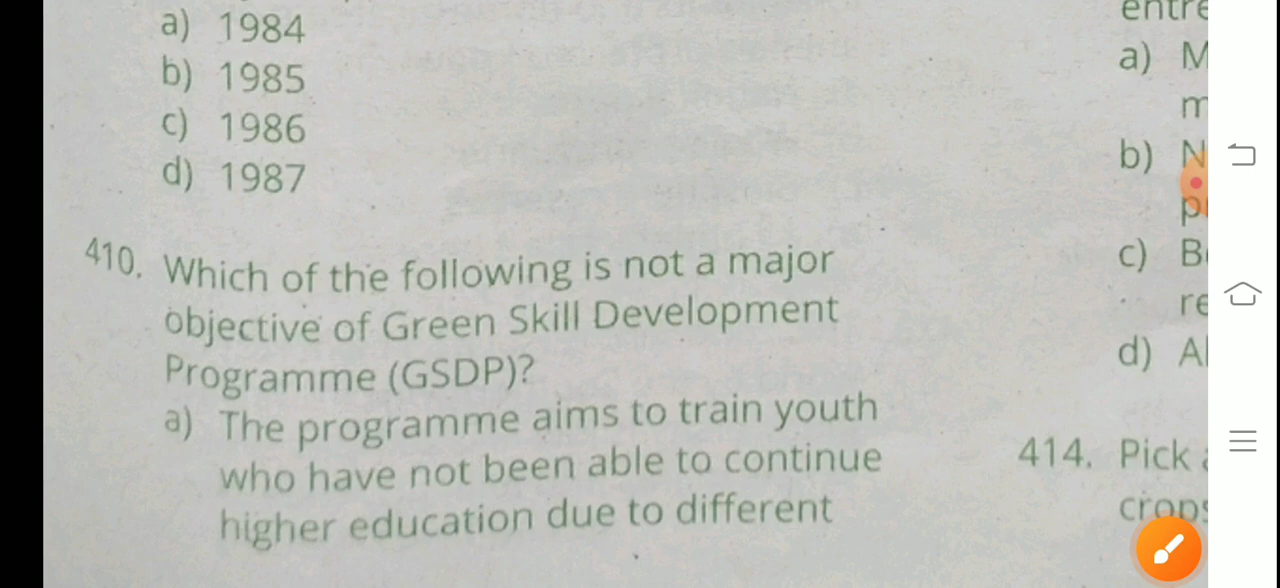 a) 1984
b) 1985
c) 1986
d) 1987
410. Which of the following is not a major
objective of Green Skill Development
Programme (GSDP)?
a) The programme aims to train youth
who have not been able to continue
higher education due to different
a) M
m
b) N
c) B
re
d) A
414. Pick
crops